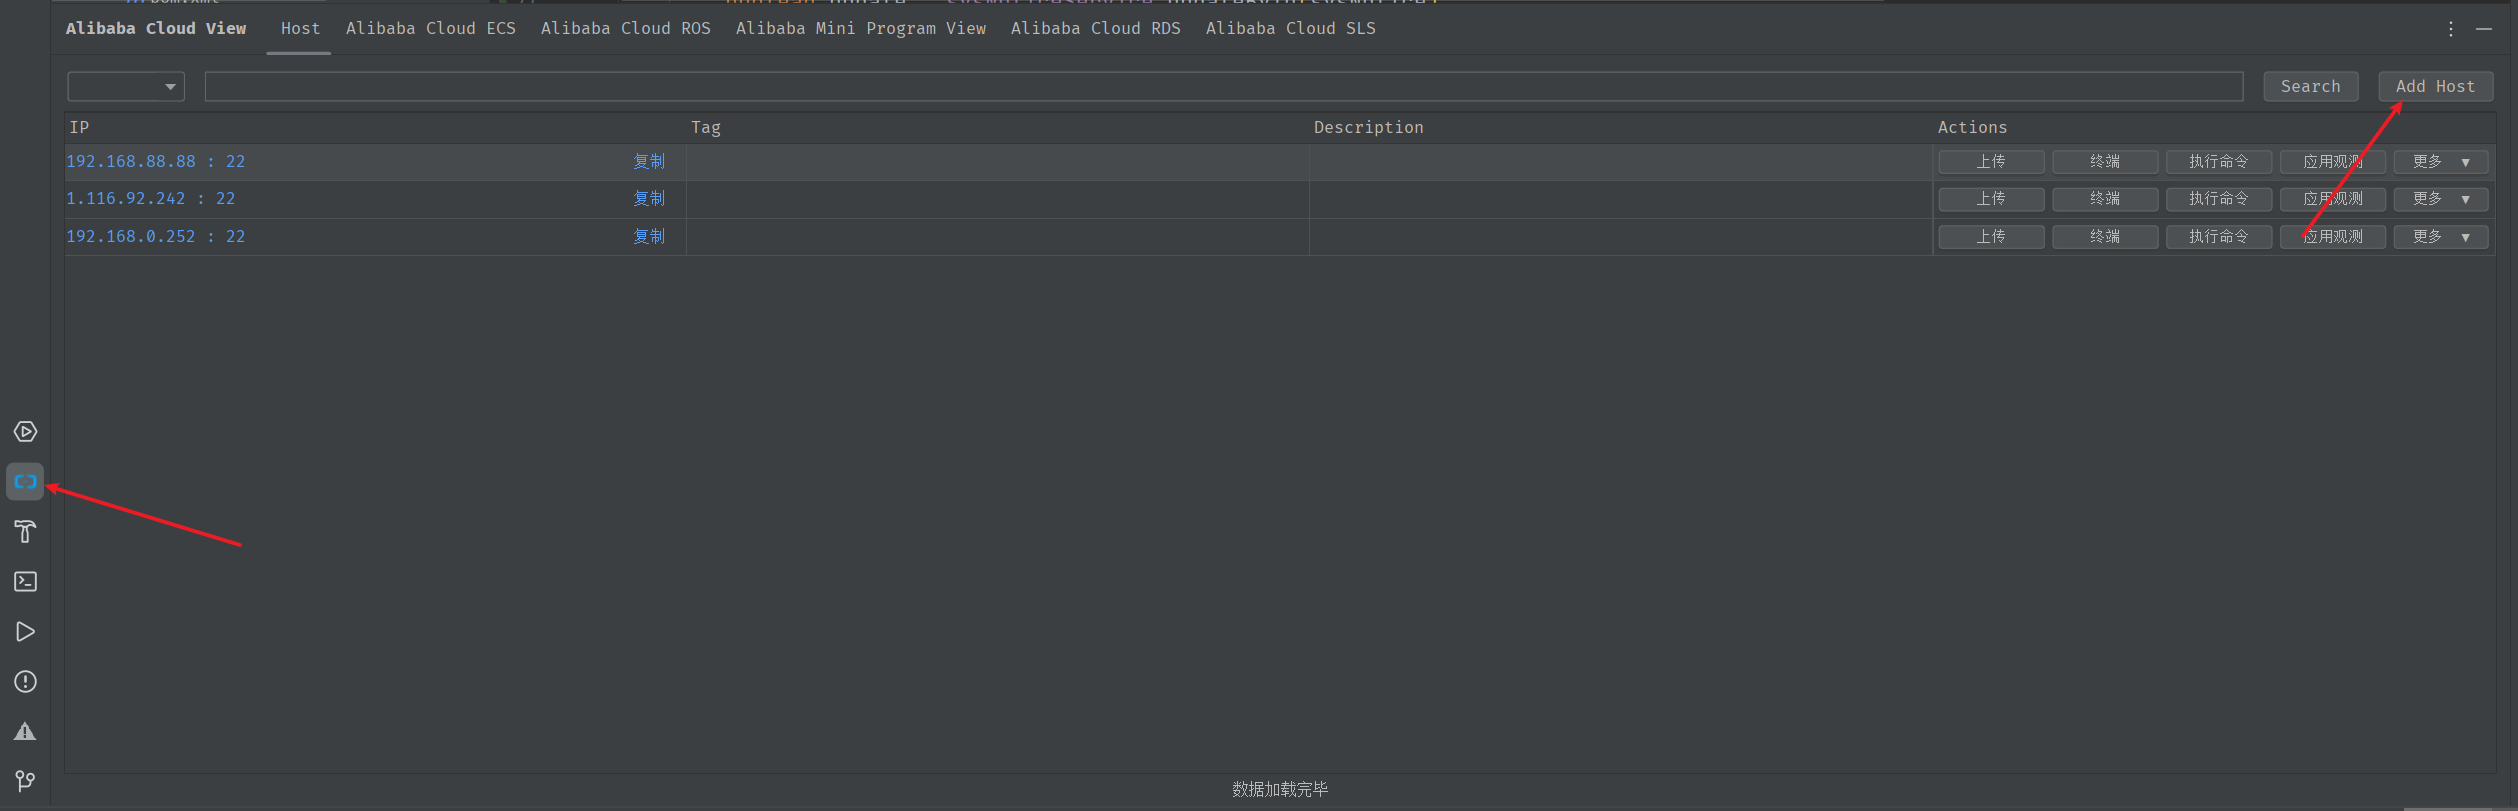 Alibaba Cloud View Host Alibaba Cloud ECS Alibaba Cloud ROS Alibaba Mini Program View Alibaba Cloud RDS Alibaba Cloud SLS
Search Add Host
IP Tag Description Actions
192.168.88.88 : 22 复制 上传 终端 执行命令 应用观测 更多 ▼
1.116.92.242 : 22 复制 上传 终端 执行命令 应用观测 更多 ▼
192.168.0.252 : 22 复制 上传 终端 执行命令 应用观测 更多 ▼
数据加载完毕